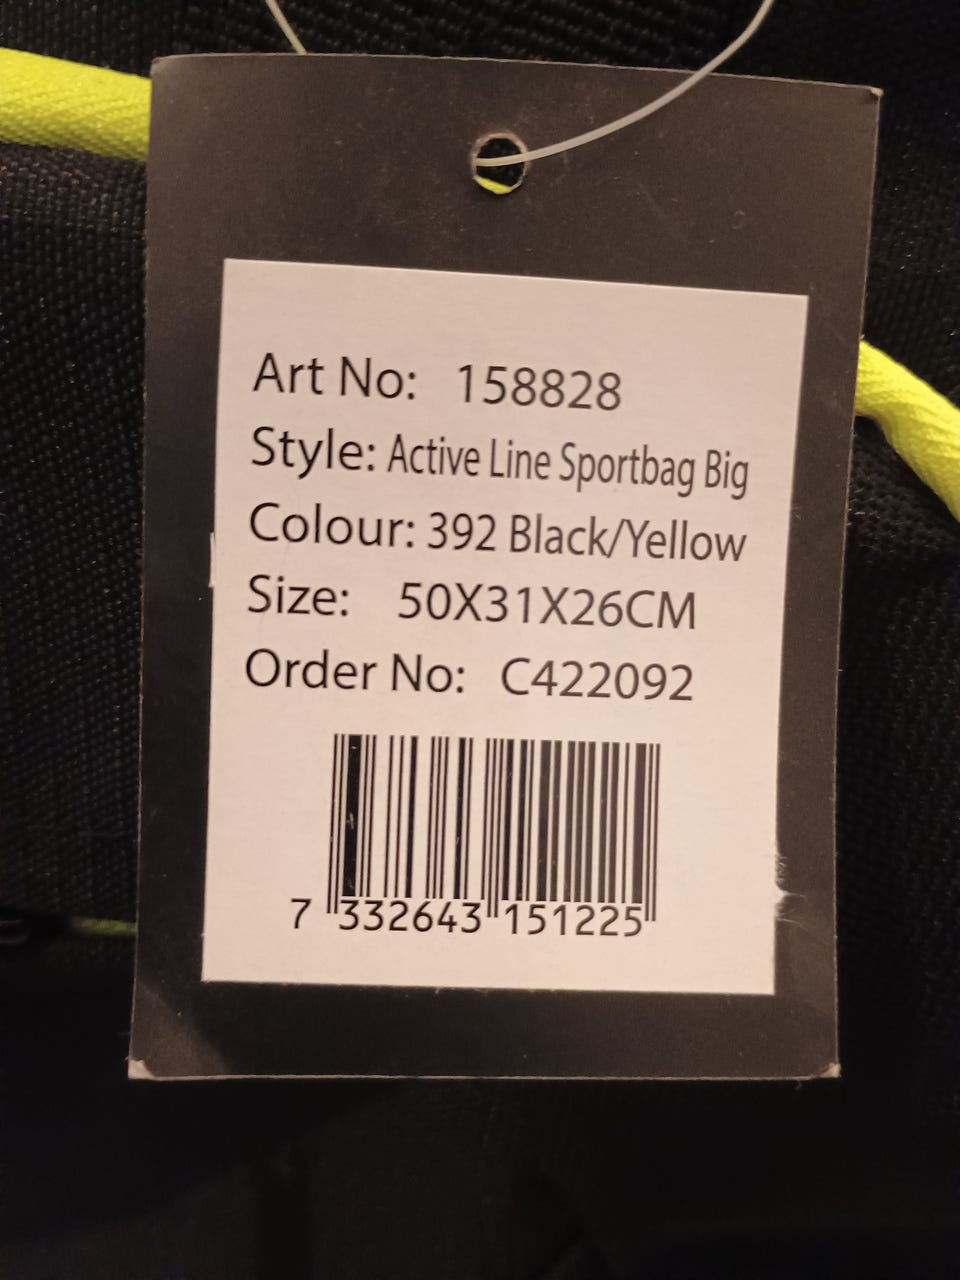 Art No: 158828
Style: Active Line Sportbag Big
Colour: 392 Black/Yellow
Size: 50X31X26CM
Order No: C422092
7 332643 151225